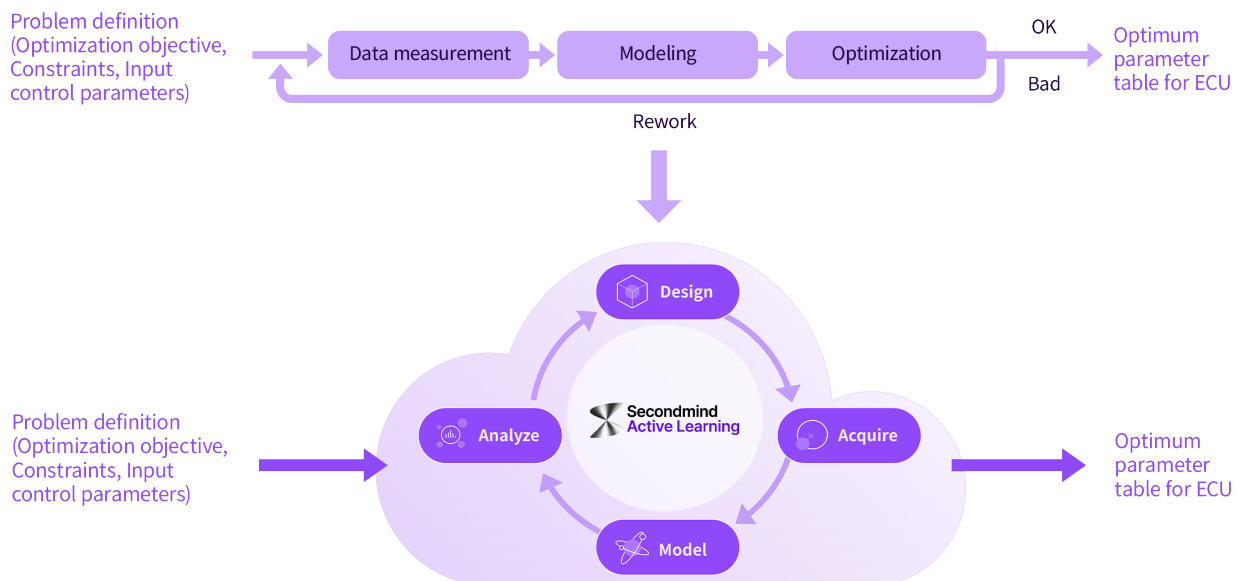 Problem definition
(Optimization objective,
Constraints, Input
control parameters)
Data measurement
Modeling
Optimization
OK
Bad
Optimum
parameter
table for ECU
Rework
Design
Secondmind
Active Learning
Analyze
Acquire
Model
Problem definition
(Optimization objective,
Constraints, Input
control parameters)
Optimum
parameter
table for ECU